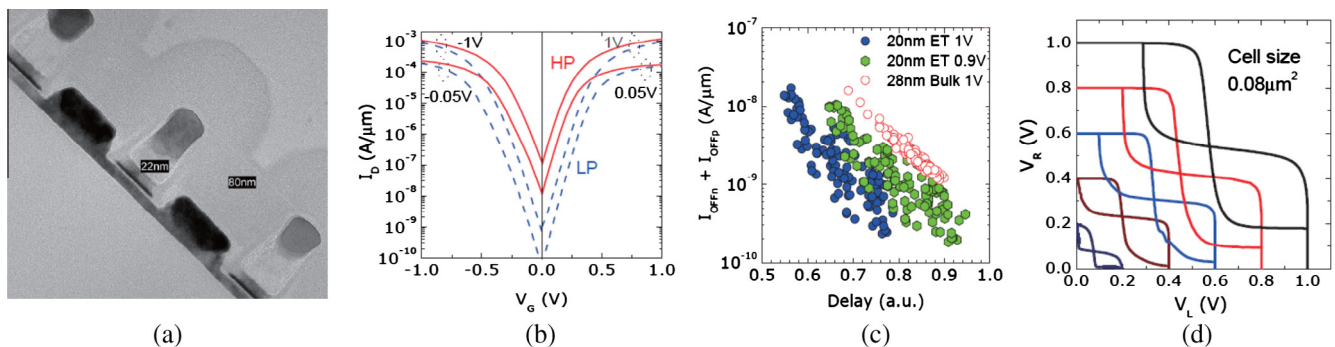 22nm
80nm
(a)
I_D (A/μm)
10^-3
10^-4
10^-5
10^-6
10^-7
10^-8
10^-9
10^-10
-1V
1V
HP
-0.05V
0.05V
LP
-1.0 -0.5 0.0 0.5 1.0
V_G (V)
(b)
I_OFFn + I_OFFp (A/μm)
10^-7
10^-8
10^-9
10^-10
20nm ET 1V
20nm ET 0.9V
28nm Bulk 1V
0.5 0.6 0.7 0.8 0.9 1.0
Delay (a.u.)
(c)
V_R (V)
1.0
0.8
0.6
0.4
0.2
0.0
Cell size
0.08μm²
0.0 0.2 0.4 0.6 0.8 1.0
V_L (V)
(d)